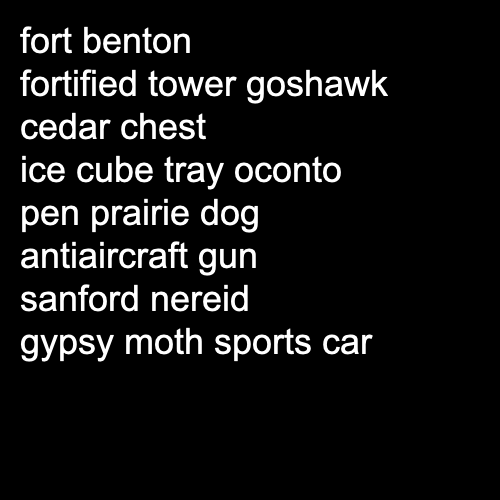 fort benton
fortified tower goshawk
cedar chest
ice cube tray oconto
pen prairie dog
antiaircraft gun
sanford nereid
gypsy moth sports car